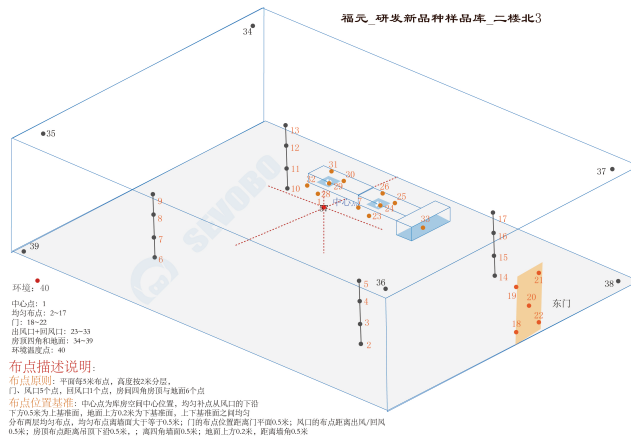 福元_研发新品种样品库_二楼北3
34
35
37
13
12
11
10
31
30
32
29
28
26
25
24
23
33
1
中心
9
8
7
6
17
16
15
14
39
36
38
环境：40
5
4
3
2
21
19
20
22
18
东门
SEVOBO
中心点：1
均匀布点：2~17
门：18~22
出风口+回风口：23~33
房顶四角和地面：34~39
环境温度点：40
布点描述说明:
布点原则：平面每5米布点，高度按2米分层，
门、风口5个点，回风口1个点，房间四角房顶与地面6个点
布点位置基准：中心点为库房空间中心位置，均匀补点从风口的下沿
下方0.5米为上基准面，地面上方0.2米为下基准面，上下基准面之间均匀
分布两层均匀布点，均匀布点离墙面大于等于0.5米；门的布点位置距离门平面0.5米；风口的布点距离出风/回风
0.5米；房顶布点距离吊顶下沿0.5米，；离四角墙面0.5米；地面上方0.2米，距离墙角0.5米